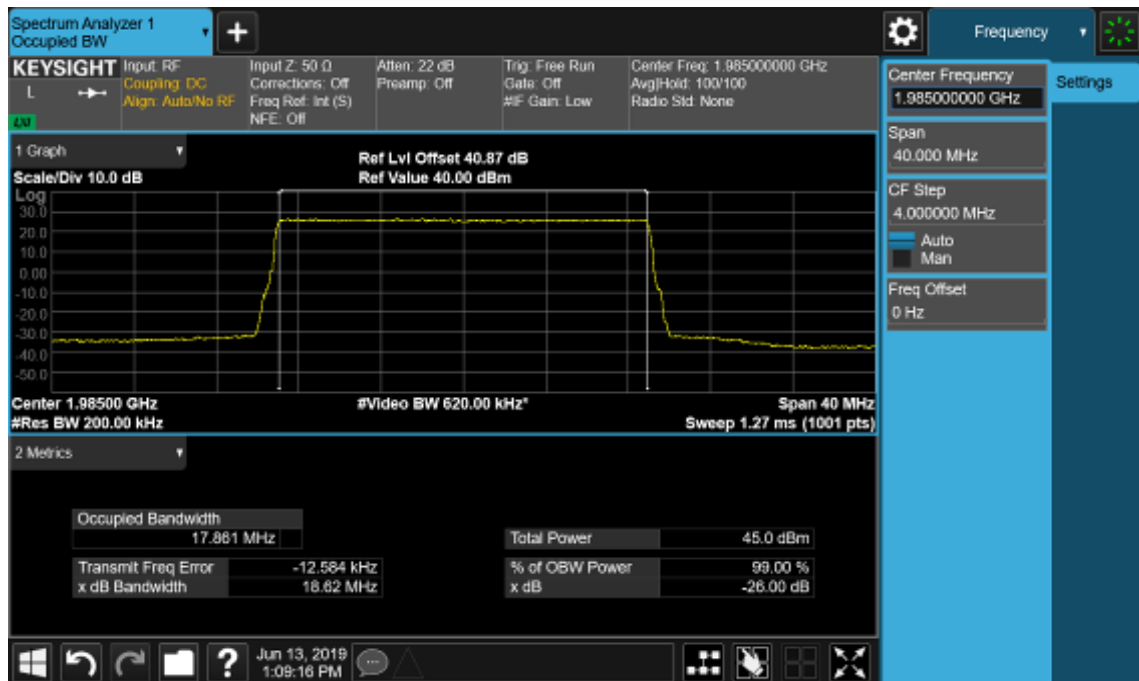 Spectrum Analyzer 1
Occupied BW
Frequency
KEYSIGHT
L
Input: RF
Coupling: DC
Align: Auto/No RF
Input Z: 50 Ω
Corrections: Off
Freq Ref: Int (S)
NFE: Off
Atten: 22 dB
Preamp: Off
Trig: Free Run
Gate: Off
#IF Gain: Low
Center Freq: 1.985000000 GHz
Avg|Hold: 100/100
Radio Std: None
Center Frequency
1.985000000 GHz
Settings
Span
40.000 MHz
CF Step
4.000000 MHz
Auto
Man
Freq Offset
0 Hz
1 Graph
Scale/Div 10.0 dB
Ref Lvl Offset 40.87 dB
Ref Value 40.00 dBm
Log
30.0
20.0
10.0
0.00
-10.0
-20.0
-30.0
-40.0
-50.0
Center 1.98500 GHz
#Video BW 620.00 kHz*
Span 40 MHz
#Res BW 200.00 kHz
Sweep 1.27 ms (1001 pts)
2 Metrics
Occupied Bandwidth
17.861 MHz
Total Power 45.0 dBm
Transmit Freq Error -12.584 kHz
% of OBW Power 99.00 %
x dB Bandwidth 18.62 MHz
x dB -26.00 dB
?
Jun 13, 2019
1:09:16 PM